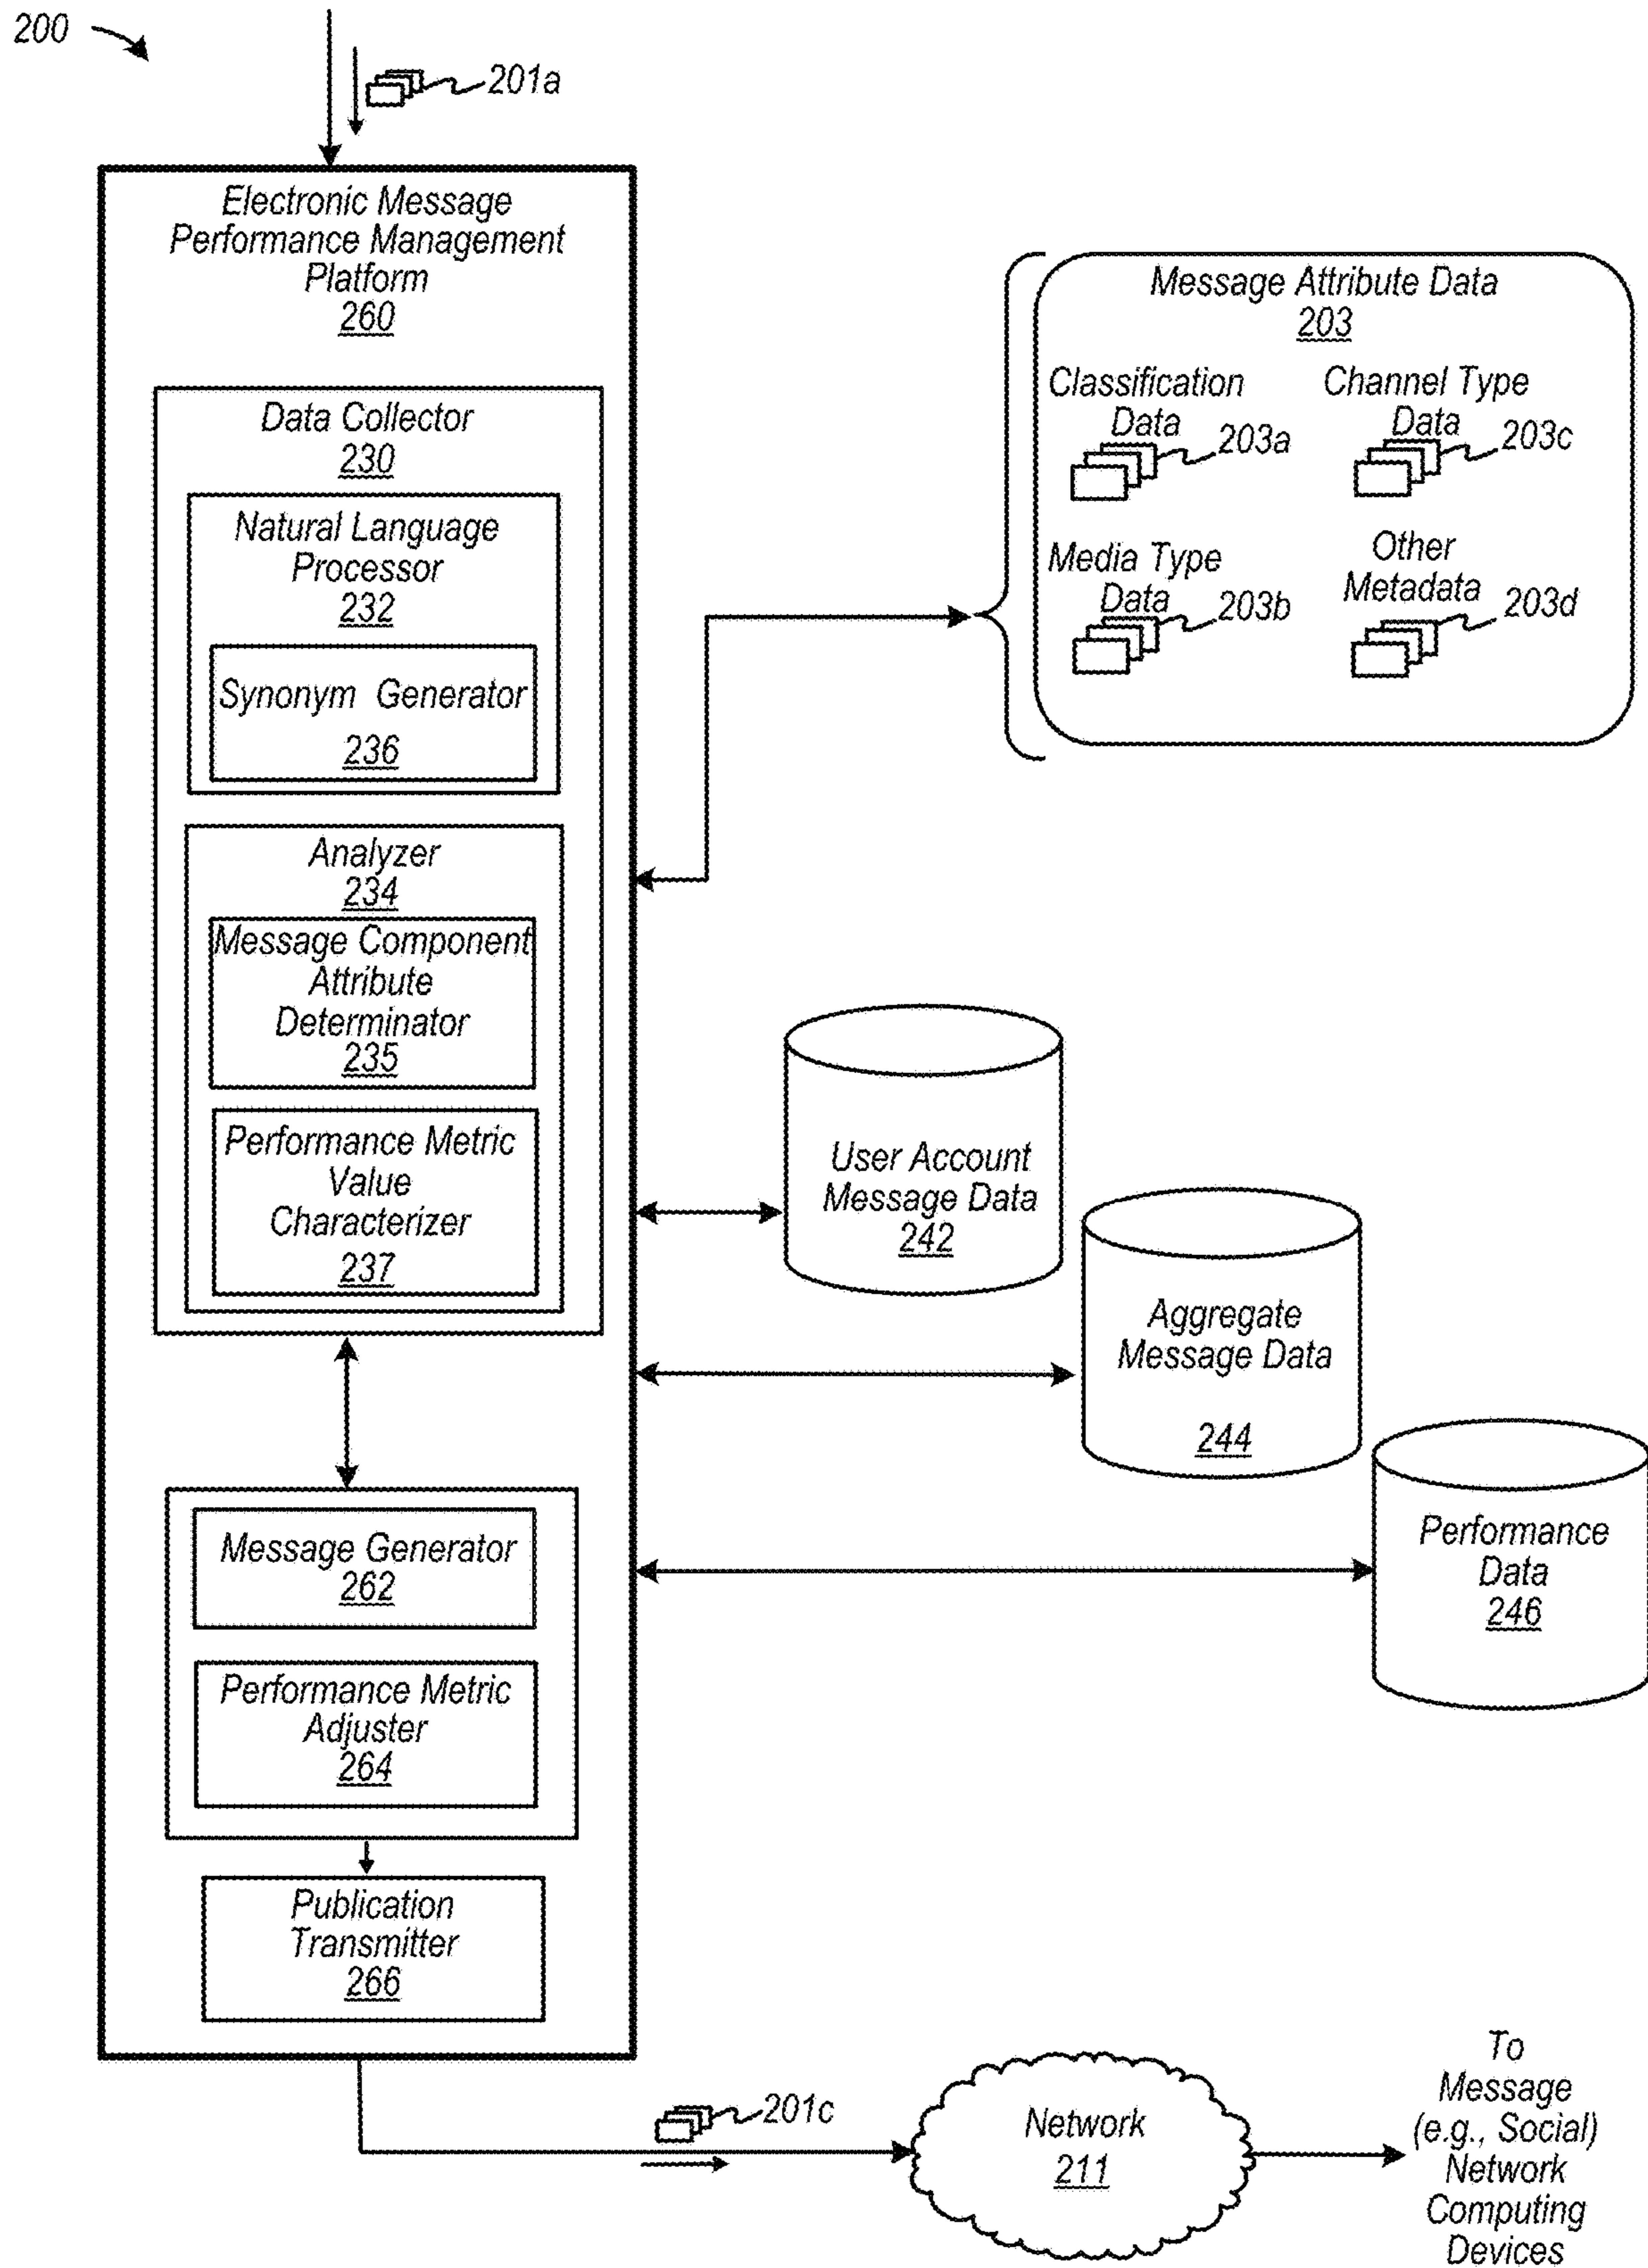 200
201a
Electronic Message
Performance Management
Platform
260
Data Collector
230
Natural Language
Processor
232
Synonym Generator
236
Analyzer
234
Message Component
Attribute
Determinator
235
Performance Metric
Value
Characterizer
237
Message Generator
262
Performance Metric
Adjuster
264
Publication
Transmitter
266
Message Attribute Data
203
Classification
Data
203a
Channel Type
Data
203c
Media Type
Data
203b
Other
Metadata
203d
User Account
Message Data
242
Aggregate
Message Data
244
Performance
Data
246
201c
Network
211
To
Message
(e.g., Social)
Network
Computing
Devices